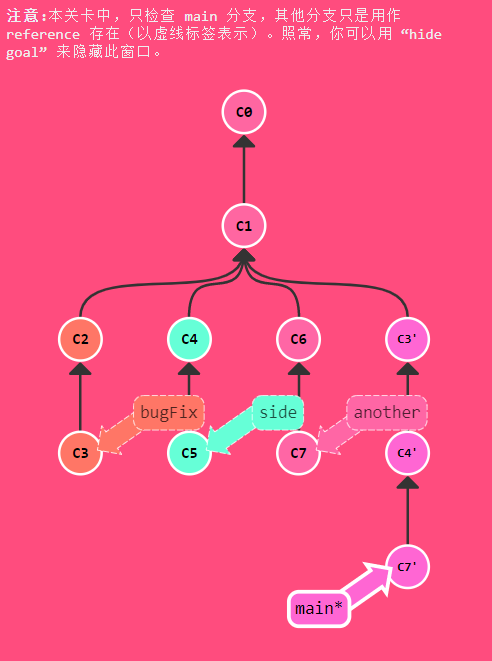 注意:本关卡中，只检查 main 分支，其他分支只是用作
reference 存在（以虚线标签表示）。照常，你可以用 “hide
goal” 来隐藏此窗口。
C0
C1
C2
C4
C6
C3'
bugFix
side
another
C3
C5
C7
C4'
C7'
main*